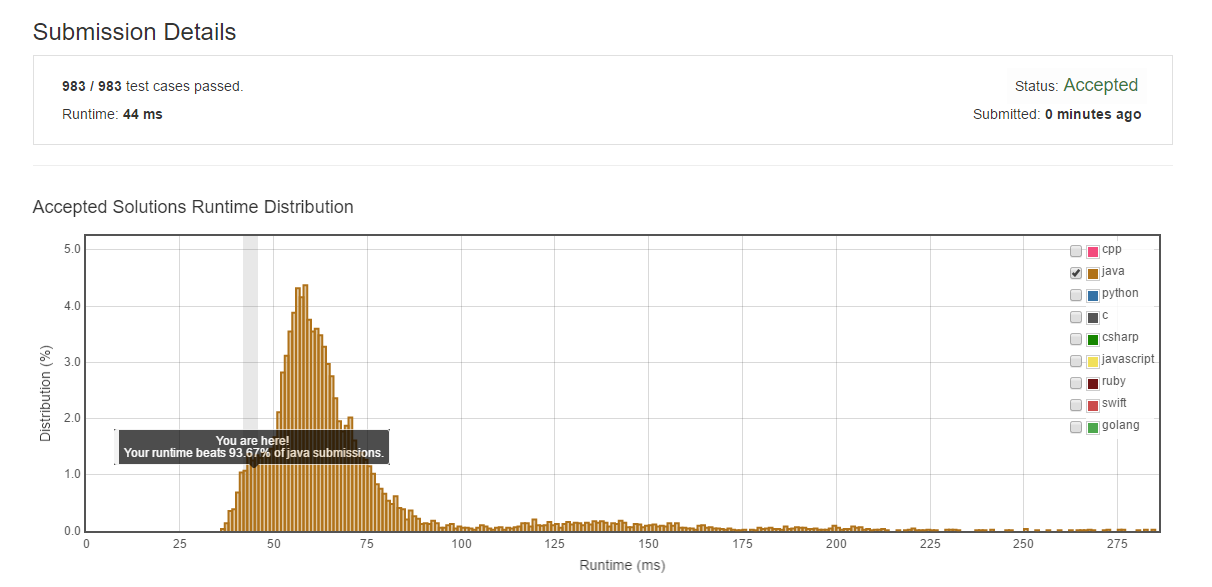 Submission Details
983 / 983 test cases passed.
Status: Accepted
Runtime: 44 ms
Submitted: 0 minutes ago
Accepted Solutions Runtime Distribution
5.0
4.0
3.0
2.0
1.0
0.0
Distribution (%)
cpp
java
python
c
csharp
javascript
ruby
swift
golang
You are here!
Your runtime beats 93.67% of java submissions.
0 25 50 75 100 125 150 175 200 225 250 275
Runtime (ms)